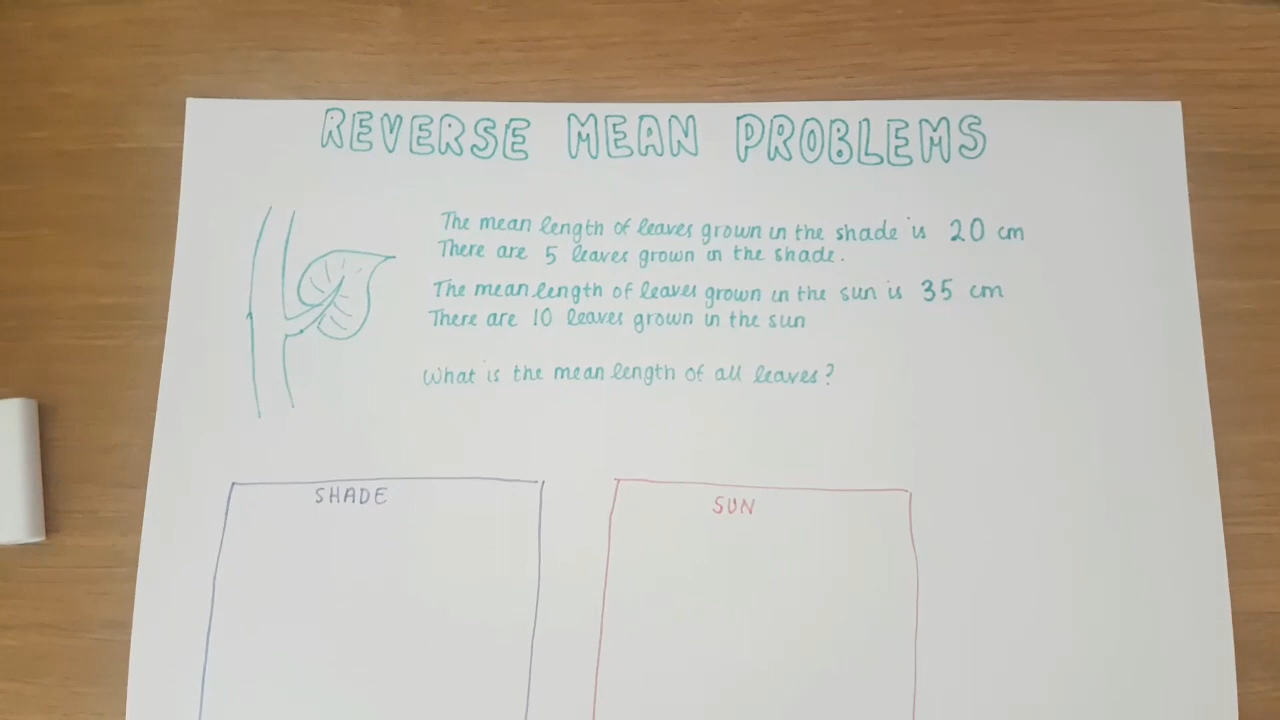 REVERSE MEAN PROBLEMS
The mean length of leaves grown in the shade is 20 cm
There are 5 leaves grown in the shade.
The mean length of leaves grown in the sun is 35 cm
There are 10 leaves grown in the sun
What is the mean length of all leaves?
SHADE
SUN